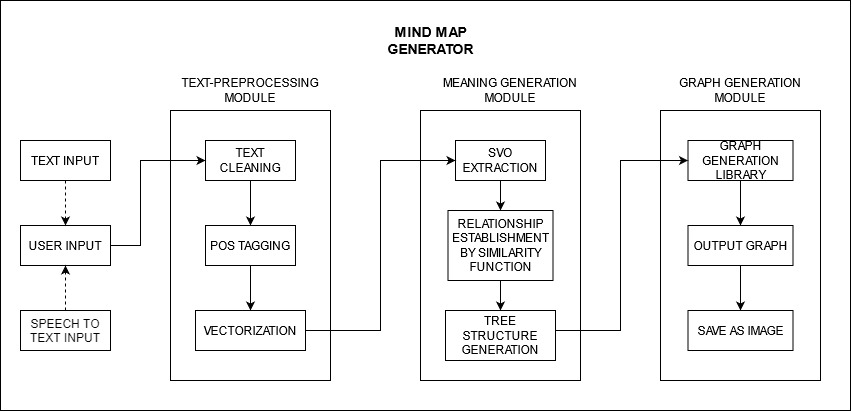 MIND MAP
GENERATOR
TEXT-PREPROCESSING
MODULE
MEANING GENERATION
MODULE
GRAPH GENERATION
MODULE
TEXT INPUT
USER INPUT
SPEECH TO
TEXT INPUT
TEXT
CLEANING
POS TAGGING
VECTORIZATION
SVO
EXTRACTION
RELATIONSHIP
ESTABLISHMENT
BY SIMILARITY
FUNCTION
TREE
STRUCTURE
GENERATION
GRAPH
GENERATION
LIBRARY
OUTPUT GRAPH
SAVE AS IMAGE